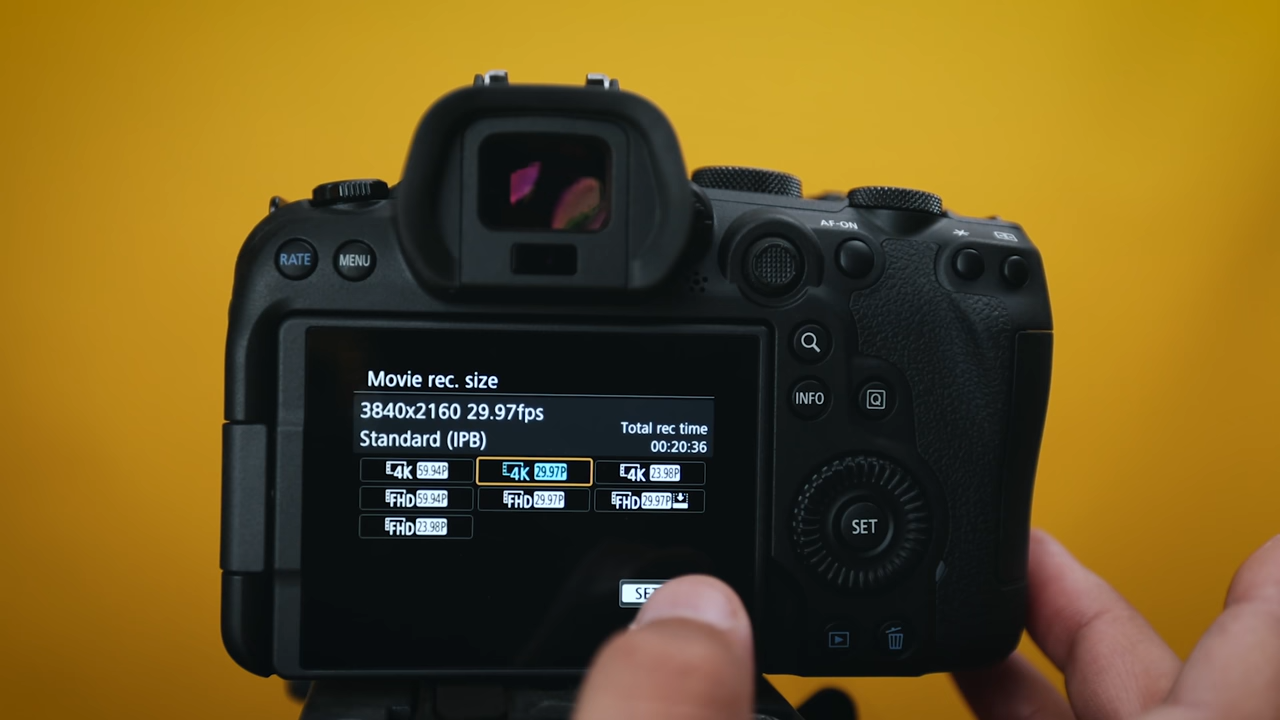 AF-ON
RATE
MENU
INFO
Q
SET
Movie rec. size
3840x2160 29.97fps
Standard (IPB)
Total rec time
00:20:36
4K 59.94P
4K 29.97P
4K 23.98P
FHD 59.94P
FHD 29.97P
FHD 29.97P
FHD 23.98P